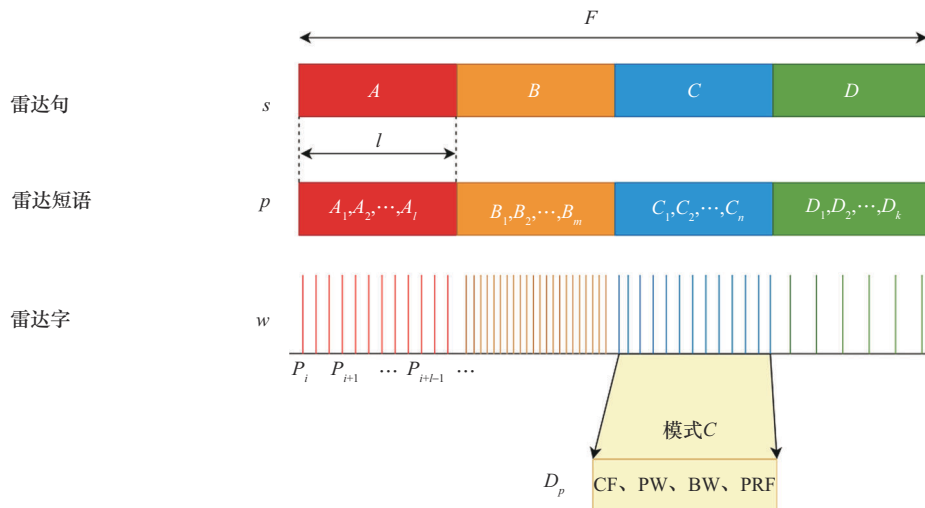 F
雷达句 s A B C D
l
雷达短语 p A₁,A₂,⋯,Aₗ B₁,B₂,⋯,Bₘ C₁,C₂,⋯,Cₙ D₁,D₂,⋯,Dₖ
雷达字 w
Pᵢ Pᵢ₊₁ ⋯ Pᵢ₊ₗ₋₁ ⋯
模式C
Dₚ CF、PW、BW、PRF